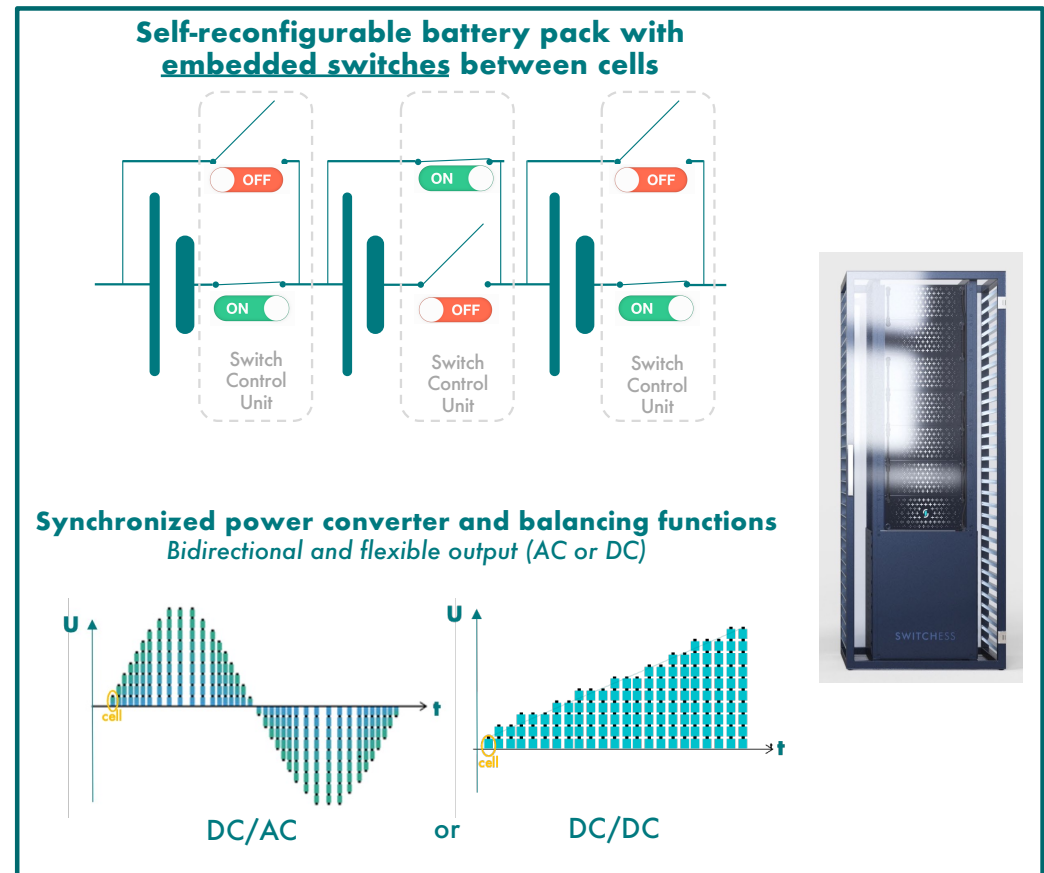 Self-reconfigurable battery pack with
embedded switches between cells
OFF
ON
OFF
ON
OFF
ON
Switch
Control
Unit
Switch
Control
Unit
Switch
Control
Unit
SWITCHESS
Synchronized power converter and balancing functions
Bidirectional and flexible output (AC or DC)
U
t
cell
U
t
cell
DC/AC
or
DC/DC